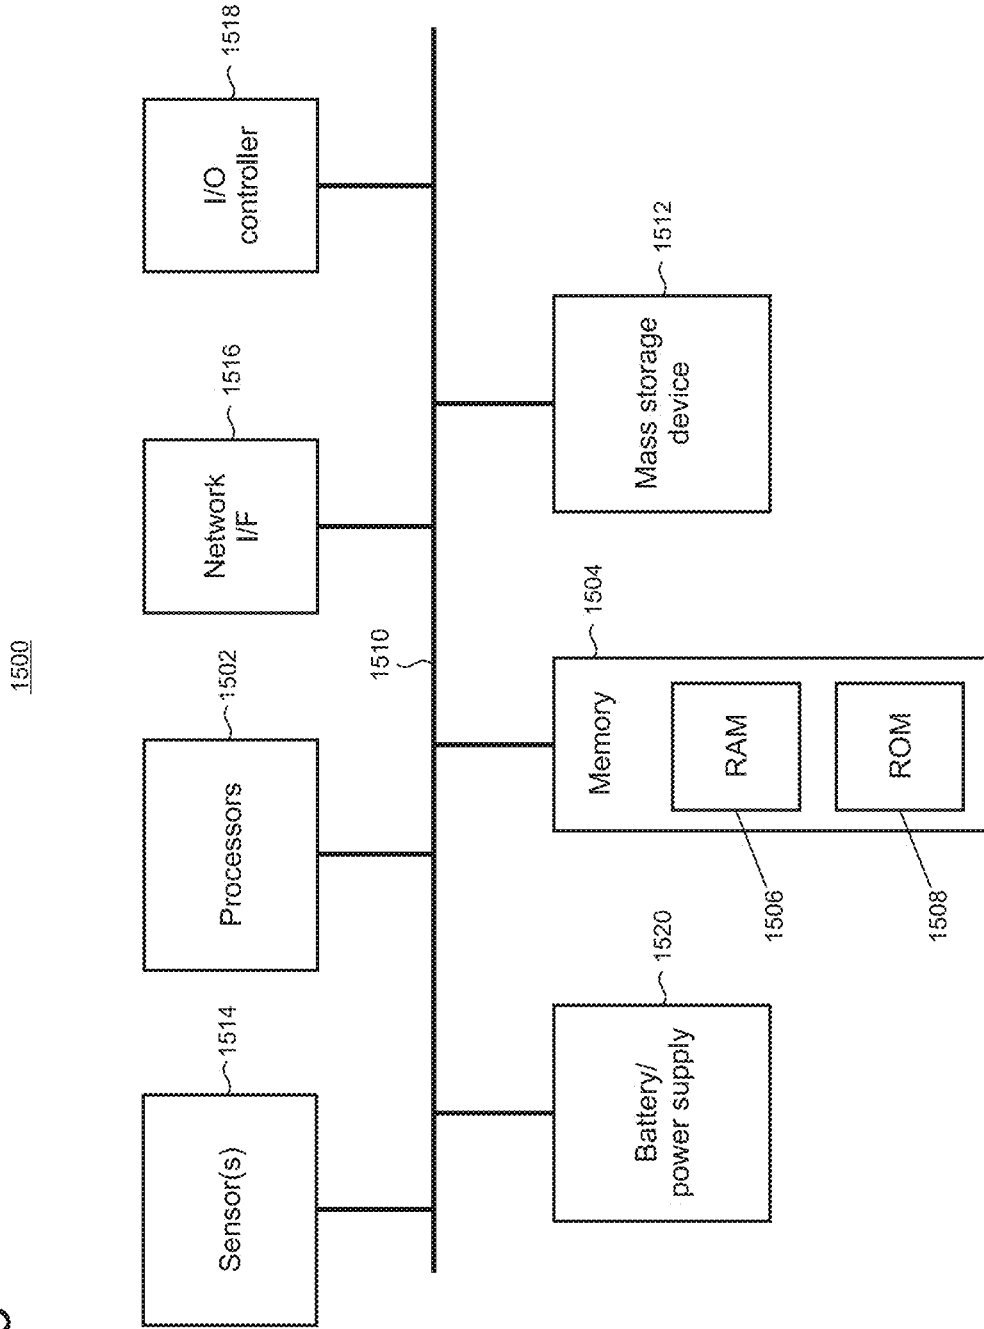 1500
Sensor(s)
1514
Processors
1502
Network
I/F
1516
I/O
controller
1518
1510
Battery/
power supply
1520
Memory
1504
RAM
1506
ROM
1508
Mass storage
device
1512